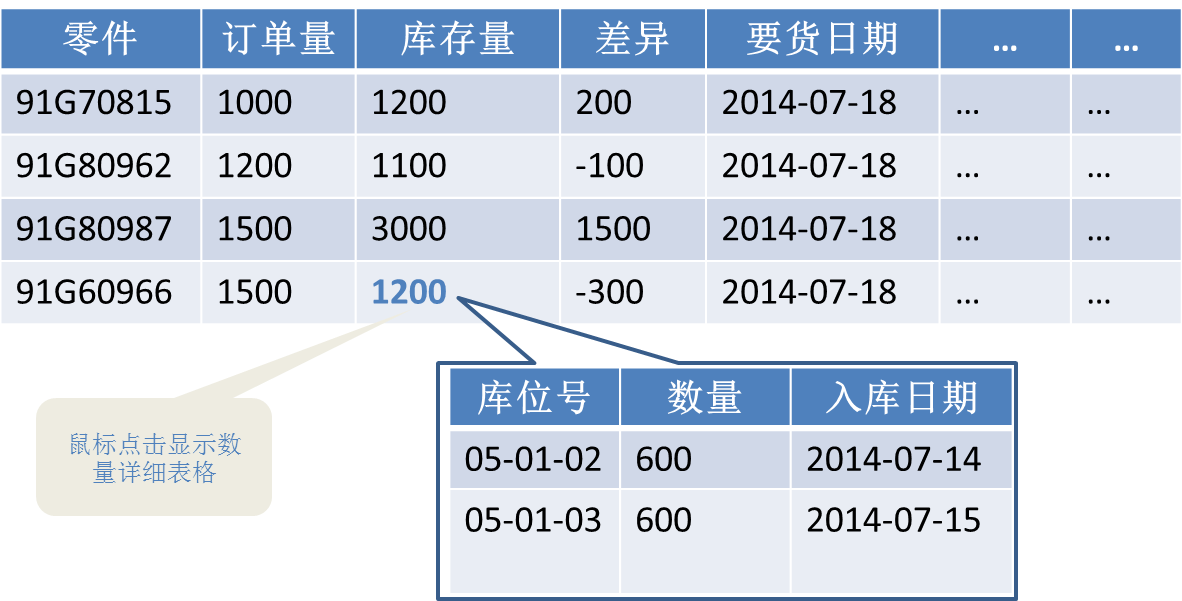 零件 订单量 库存量 差异 要货日期 ... ...
91G70815 1000 1200 200 2014-07-18 ... ...
91G80962 1200 1100 -100 2014-07-18 ... ...
91G80987 1500 3000 1500 2014-07-18 ... ...
91G60966 1500 1200 -300 2014-07-18 ... ...
鼠标点击显示数
量详细表格
库位号 数量 入库日期
05-01-02 600 2014-07-14
05-01-03 600 2014-07-15